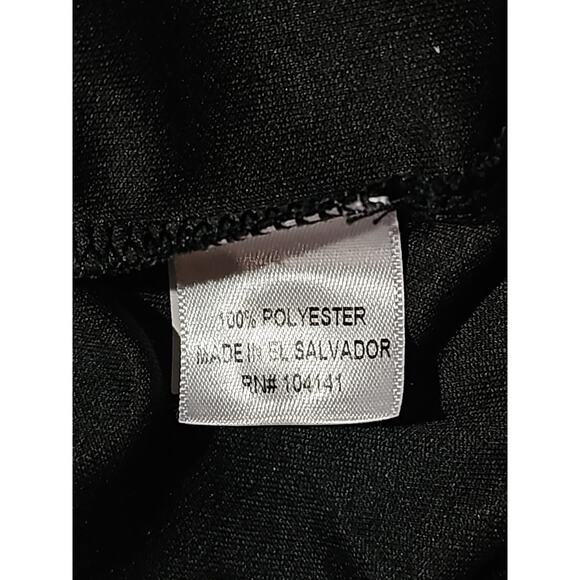 100% POLYESTER
MADE IN EL SALVADOR
RN# 104141